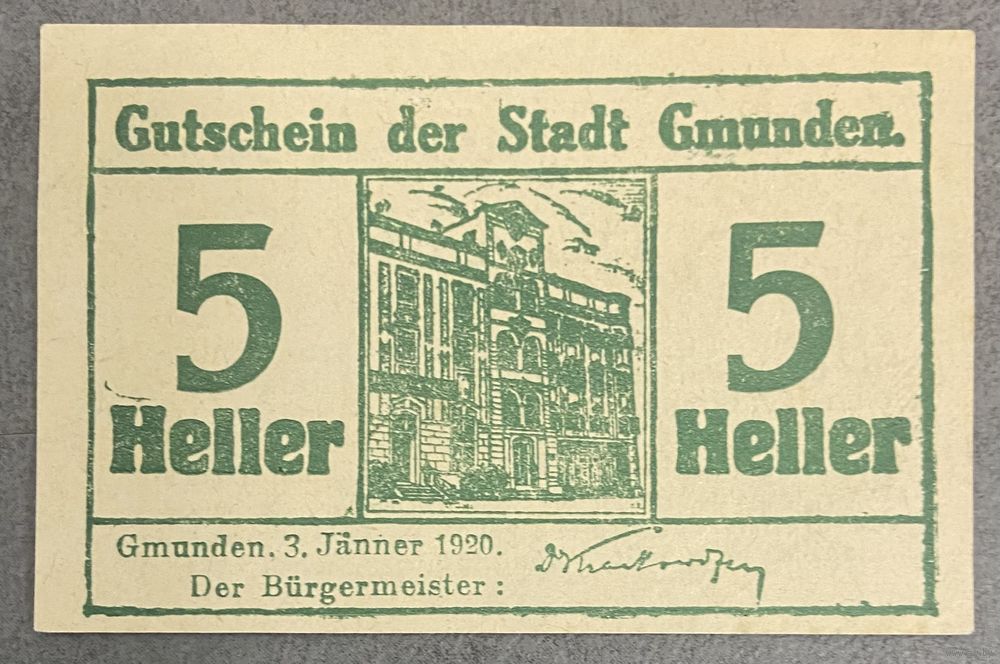 Gutschein der Stadt Gmunden.
5
Heller
5
Heller
Gmunden, 3. Jänner 1920.
Der Bürgermeister: